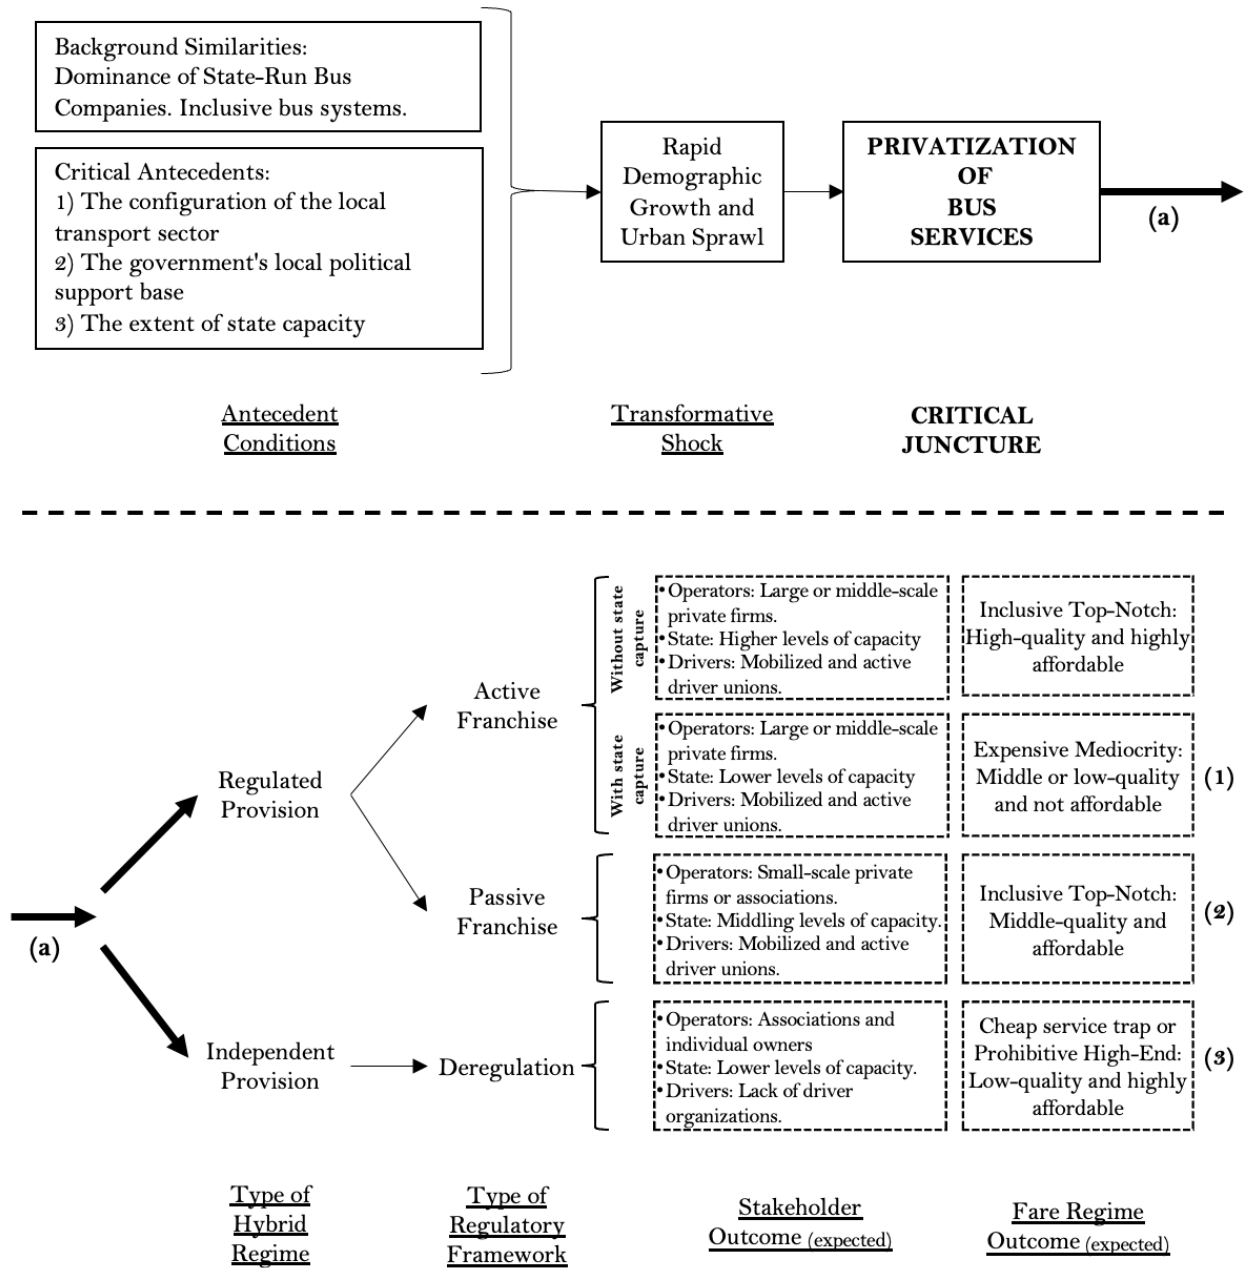 Background Similarities:
Dominance of State-Run Bus
Companies. Inclusive bus systems.
Critical Antecedents:
1) The configuration of the local
transport sector
2) The government's local political
support base
3) The extent of state capacity
Rapid
Demographic
Growth and
Urban Sprawl
PRIVATIZATION
OF
BUS
SERVICES
(a)
Antecedent
Conditions
Transformative
Shock
CRITICAL
JUNCTURE
(a)
Regulated
Provision
Independent
Provision
Active
Franchise
Passive
Franchise
Deregulation
Without state
capture
•Operators: Large or middle-scale
private firms.
•State: Higher levels of capacity
•Drivers: Mobilized and active
driver unions.
Inclusive Top-Notch:
High-quality and highly
affordable
With state
capture
•Operators: Large or middle-scale
private firms.
•State: Lower levels of capacity
•Drivers: Mobilized and active
driver unions.
Expensive Mediocrity:
Middle or low-quality
and not affordable
(1)
•Operators: Small-scale private
firms or associations.
•State: Middling levels of capacity.
•Drivers: Mobilized and active
driver unions.
Inclusive Top-Notch:
Middle-quality and
affordable
(2)
•Operators: Associations and
individual owners
•State: Lower levels of capacity.
•Drivers: Lack of driver
organizations.
Cheap service trap or
Prohibitive High-End:
Low-quality and highly
affordable
(3)
Type of
Hybrid
Regime
Type of
Regulatory
Framework
Stakeholder
Outcome (expected)
Fare Regime
Outcome (expected)